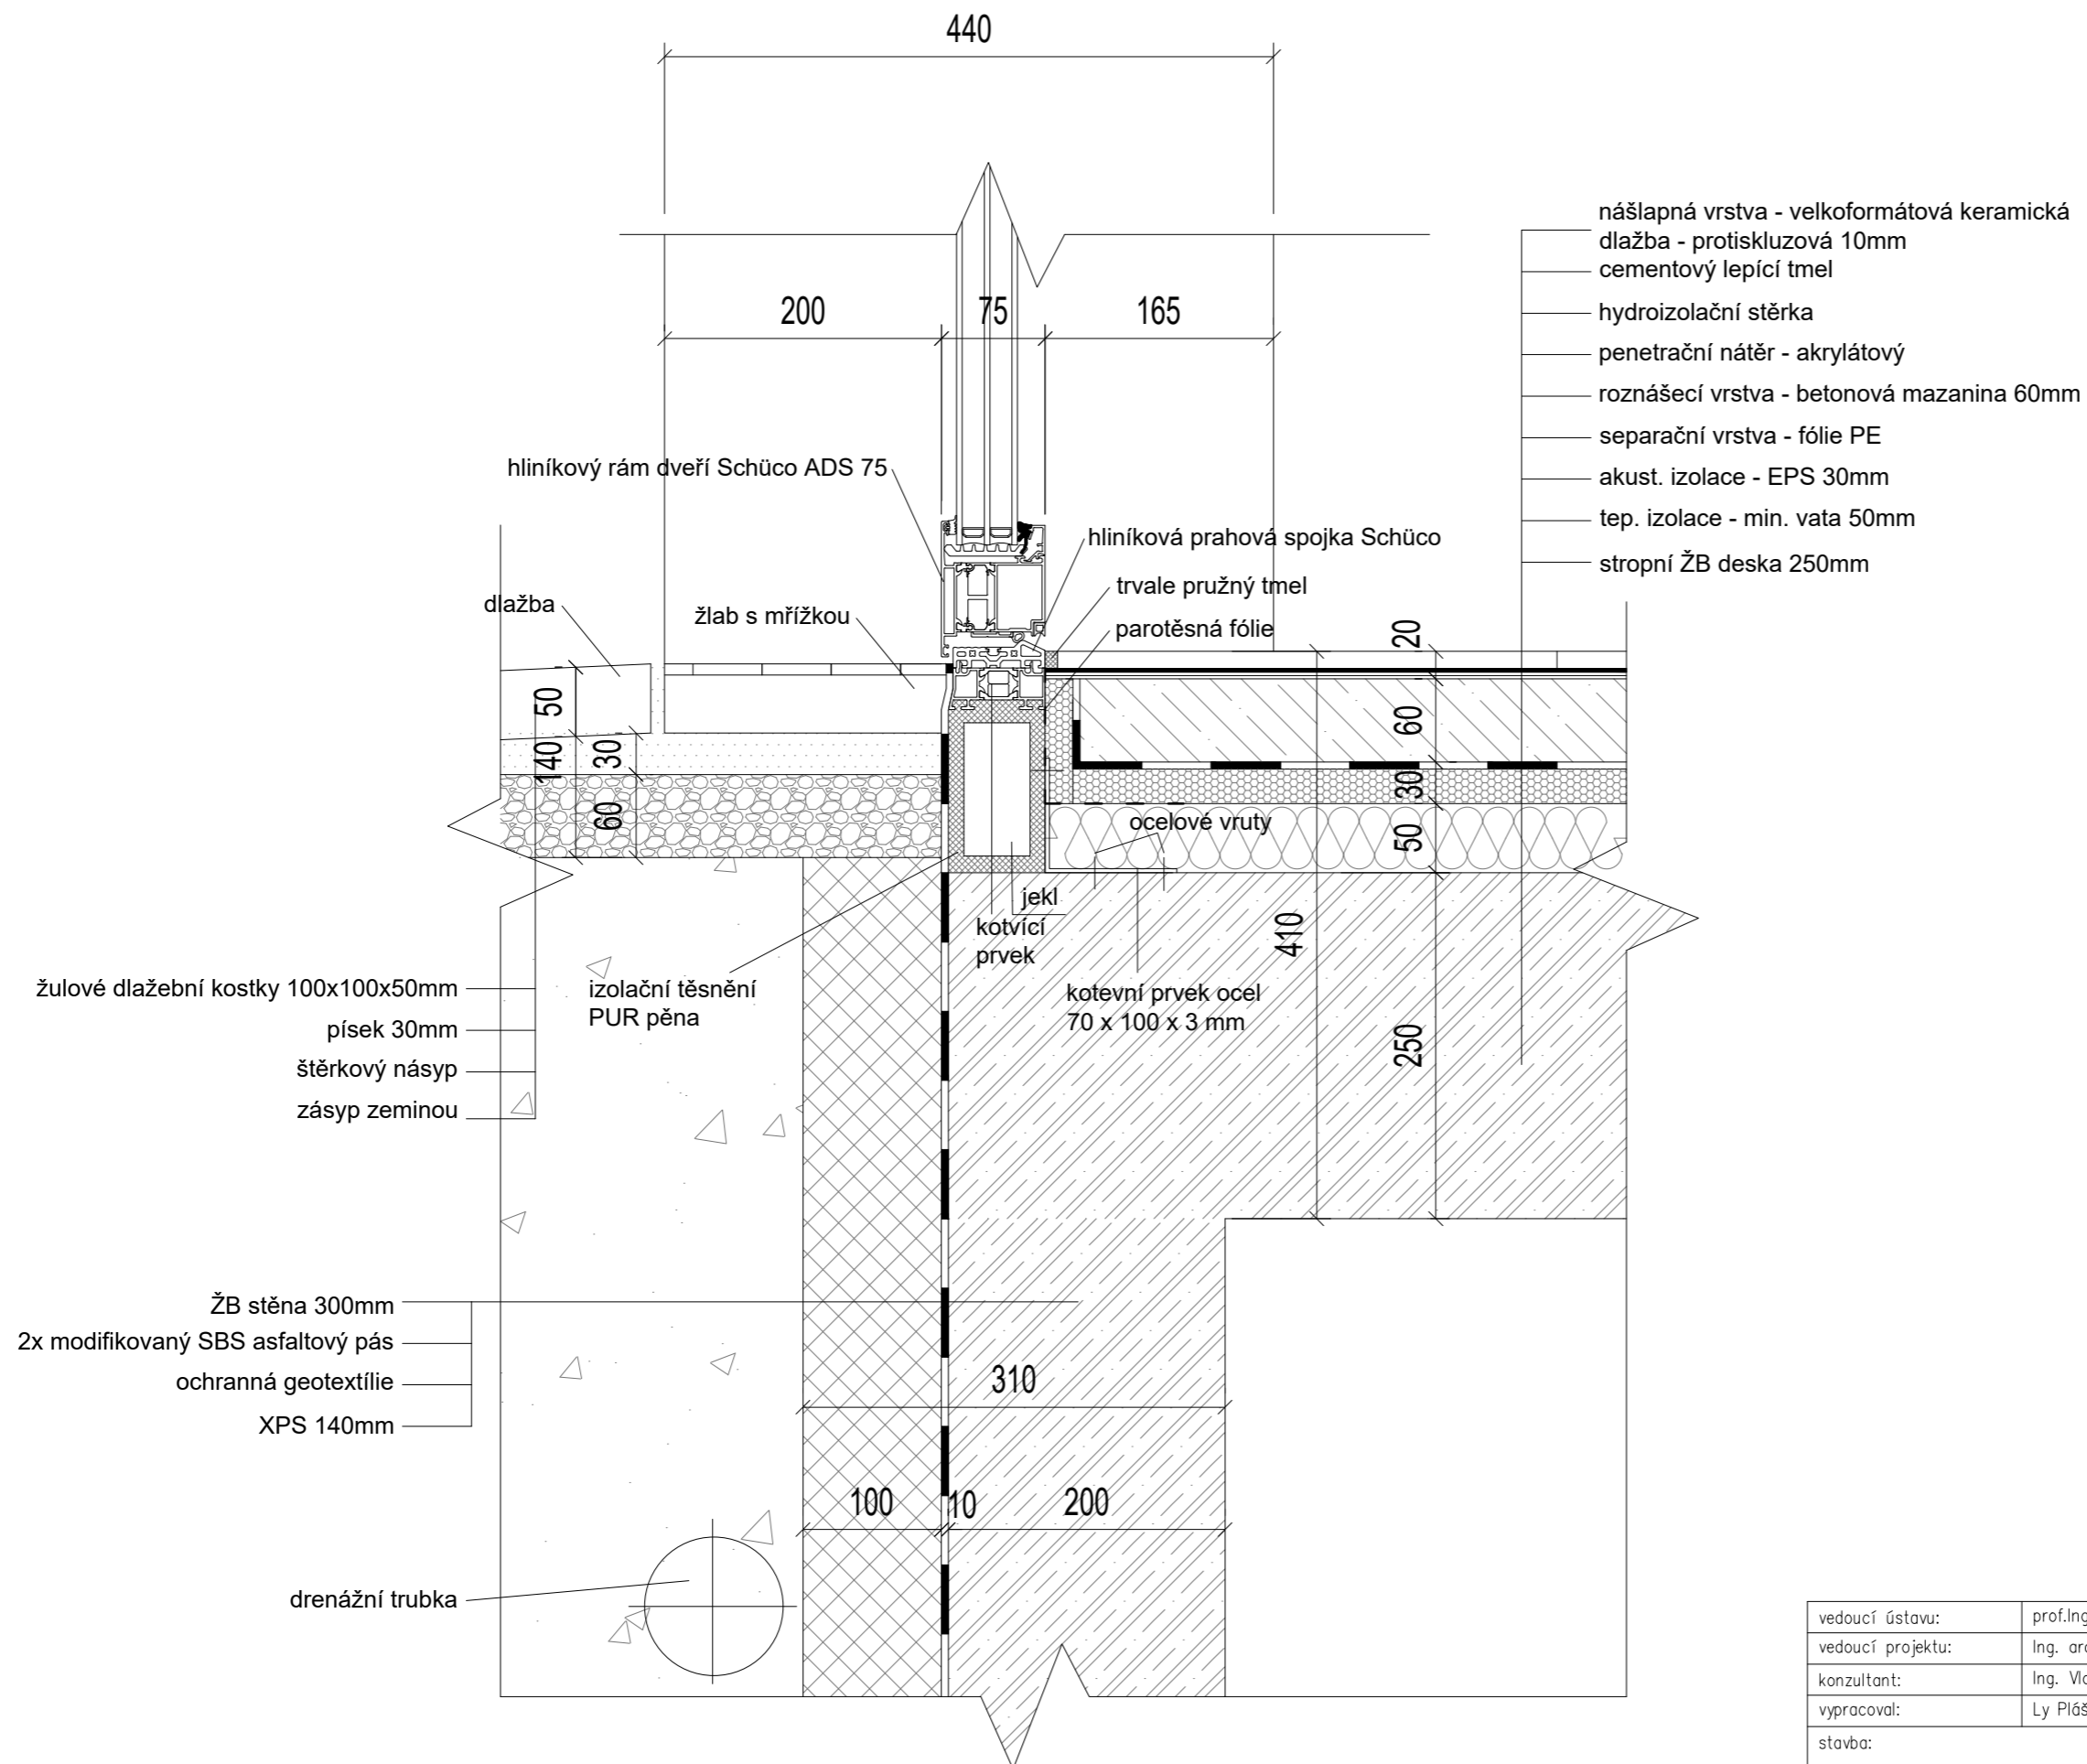 440
200
75
165
nášlapná vrstva - velkoformátová keramická
dlažba - protiskluzová 10mm
cementový lepící tmel
hydroizolační stěrka
penetrační nátěr - akrylátový
roznášecí vrstva - betonová mazanina 60mm
separační vrstva - fólie PE
akust. izolace - EPS 30mm
tep. izolace - min. vata 50mm
stropní ŽB deska 250mm
hliníkový rám dveří Schüco ADS 75
hliníková prahová spojka Schüco
trvale pružný tmel
parotěsná fólie
dlažba
žlab s mřížkou
20
50
140
30
60
60
30
50
410
250
ocelové vruty
jekl
kotvící
prvek
kotevní prvek ocel
70 x 100 x 3 mm
izolační těsnění
PUR pěna
žulové dlažební kostky 100x100x50mm
písek 30mm
štěrkový násyp
zásyp zeminou
ŽB stěna 300mm
2x modifikovaný SBS asfaltový pás
ochranná geotextílie
XPS 140mm
310
100
10
200
drenážní trubka
vedoucí ústavu: prof.Ing
vedoucí projektu: Ing.
konzultant: Ing.
vypracoval: Ly
stavba: